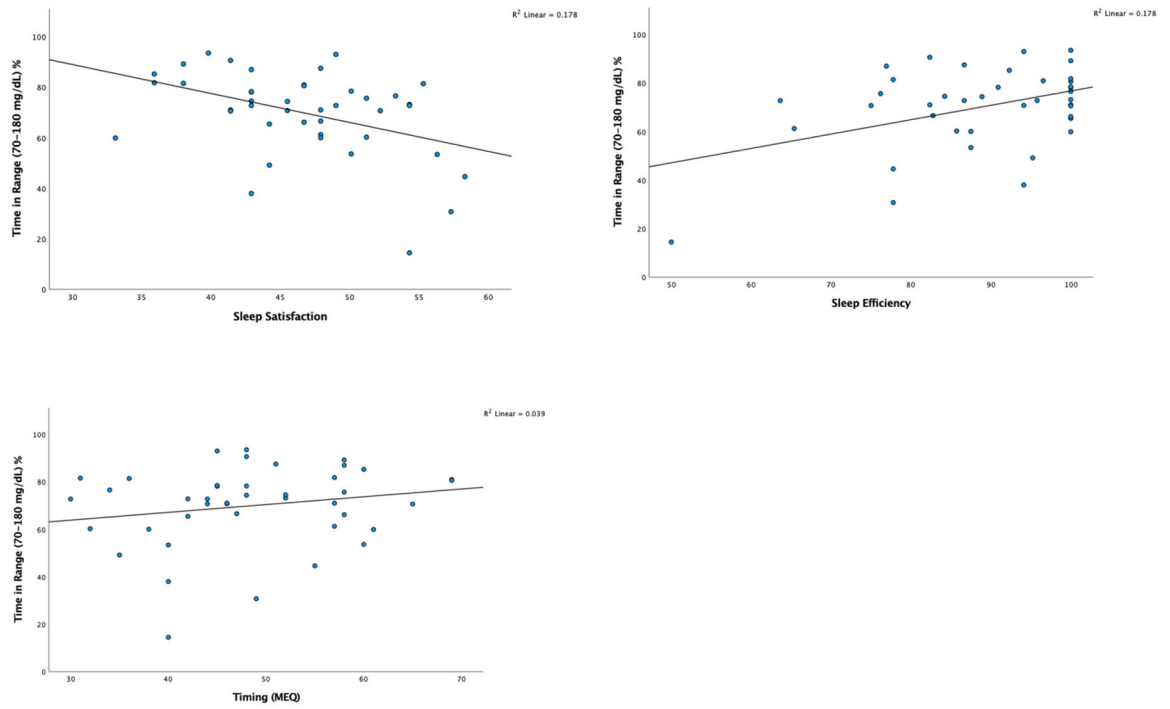 R² Linear = 0.178
Time in Range (70–180 mg/dL) %
100
80
60
40
20
0
30 35 40 45 50 55 60
Sleep Satisfaction
R² Linear = 0.178
Time in Range (70–180 mg/dL) %
100
80
60
40
20
0
50 60 70 80 90 100
Sleep Efficiency
R² Linear = 0.039
Time in Range (70–180 mg/dL) %
100
80
60
40
20
0
30 40 50 60 70
Timing (MEQ)